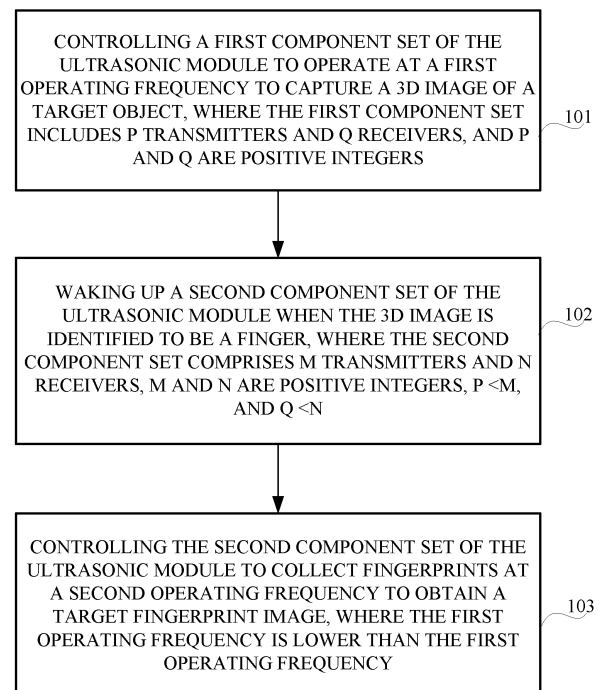 CONTROLLING A FIRST COMPONENT SET OF THE
ULTRASONIC MODULE TO OPERATE AT A FIRST
OPERATING FREQUENCY TO CAPTURE A 3D IMAGE OF A
TARGET OBJECT, WHERE THE FIRST COMPONENT SET
INCLUDES P TRANSMITTERS AND Q RECEIVERS, AND P
AND Q ARE POSITIVE INTEGERS
101
WAKING UP A SECOND COMPONENT SET OF THE
ULTRASONIC MODULE WHEN THE 3D IMAGE IS
IDENTIFIED TO BE A FINGER, WHERE THE SECOND
COMPONENT SET COMPRISES M TRANSMITTERS AND N
RECEIVERS, M AND N ARE POSITIVE INTEGERS, P <M,
AND Q <N
102
CONTROLLING THE SECOND COMPONENT SET OF THE
ULTRASONIC MODULE TO COLLECT FINGERPRINTS AT
A SECOND OPERATING FREQUENCY TO OBTAIN A
TARGET FINGERPRINT IMAGE, WHERE THE FIRST
OPERATING FREQUENCY IS LOWER THAN THE FIRST
OPERATING FREQUENCY
103